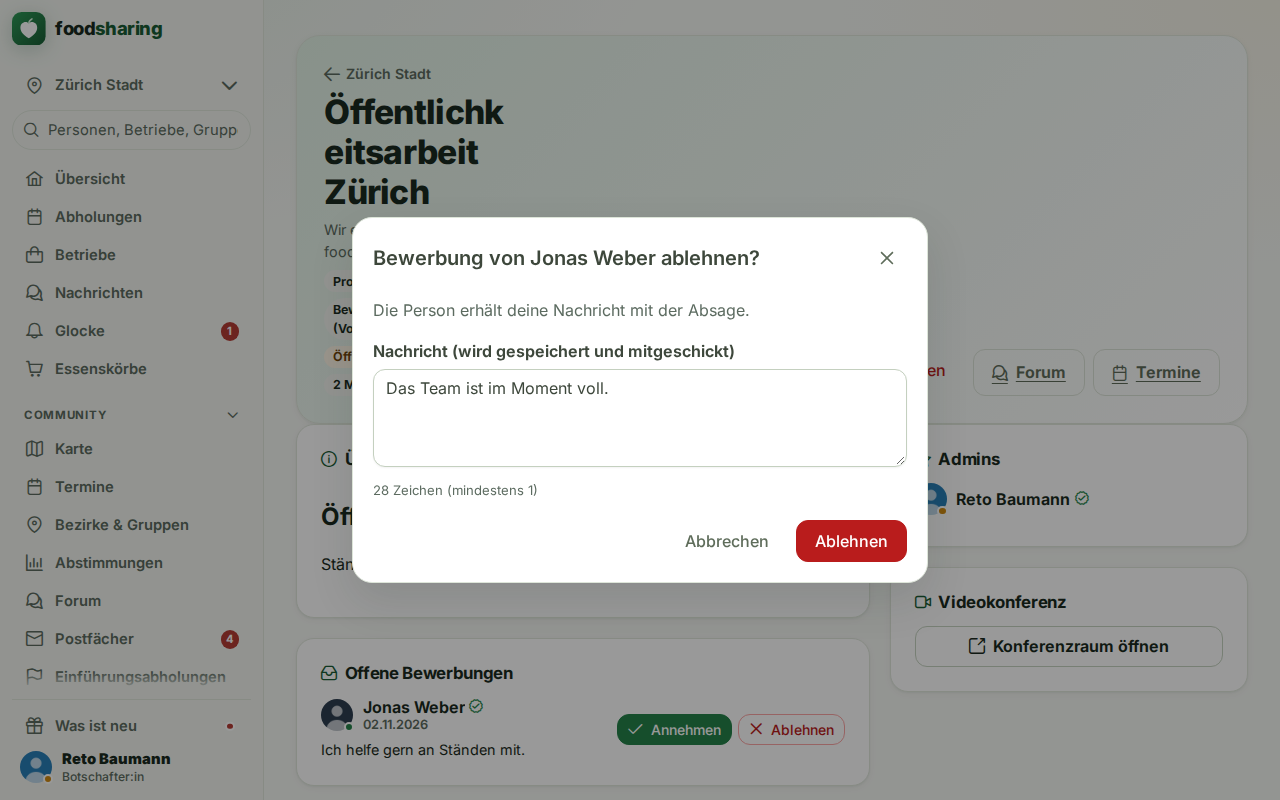 foodsharing
Zürich Stadt
Personen, Betriebe, Grupp
Übersicht
Abholungen
Betriebe
Nachrichten
Glocke 1
Essenskörbe
COMMUNITY
Karte
Termine
Bezirke & Gruppen
Abstimmungen
Forum
Postfächer 4
Einführungsabholungen
Was ist neu
Reto Baumann
Botschafter:in
Zürich Stadt
Öffentlichk
eitsarbeit
Zürich
Wir
Forum
Termine
Bewerbung von Jonas Weber ablehnen?
Die Person erhält deine Nachricht mit der Absage.
Nachricht (wird gespeichert und mitgeschickt)
Das Team ist im Moment voll.
28 Zeichen (mindestens 1)
Abbrechen
Ablehnen
Admins
Reto Baumann
Videokonferenz
Konferenzraum öffnen
Offene Bewerbungen
Jonas Weber
02.11.2026
Ich helfe gern an Ständen mit.
Annehmen
Ablehnen